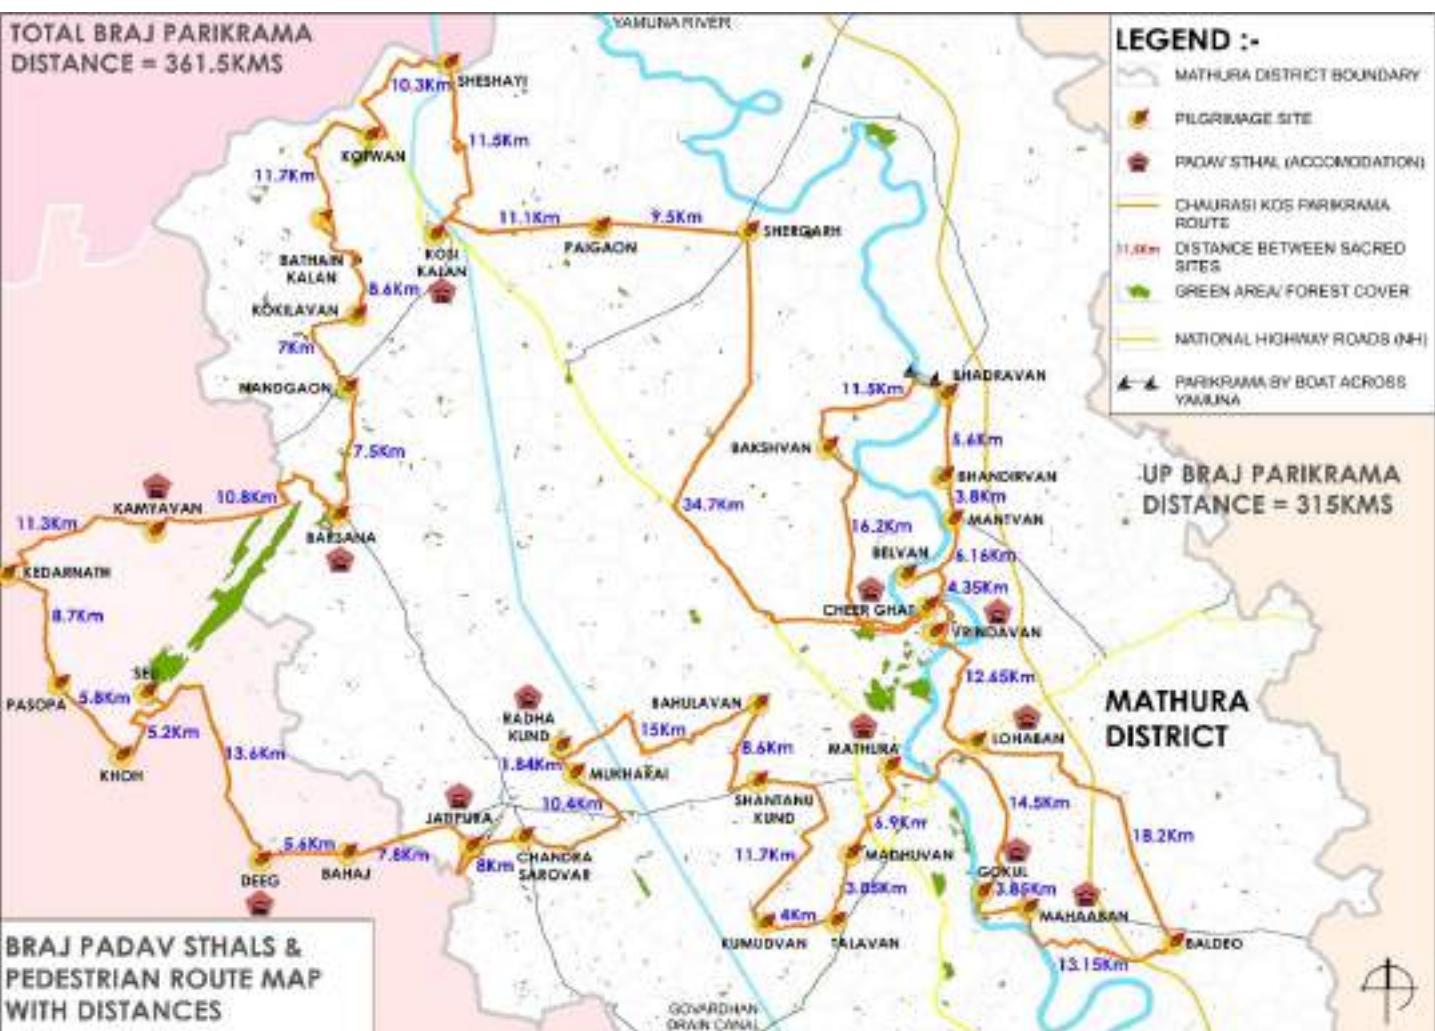 YAMUNA RIVER
TOTAL BRAJ PARIKRAMA
DISTANCE = 361.5KMS
LEGEND :-
MATHURA DISTRICT BOUNDARY
PILGRIMAGE SITE
PADAV STHAL (ACCOMODATION)
CHAURASI KOS PARIKRAMA
ROUTE
11.5Km
DISTANCE BETWEEN SACRED
SITES
GREEN AREA/ FOREST COVER
NATIONAL HIGHWAY ROADS (NH)
PARIKRAMA BY BOAT ACROSS
YAMUNA
10.3Km
SHESHAYI
11.5Km
KOTWAN
11.7Km
11.1Km
9.5Km
PAIGAON
SHERGARH
KOSI
KALAN
BATHAIN
KALAN
8.6Km
KOKILAVAN
7Km
NANDGAON
7.5Km
11.5Km
BHADRAVAN
BAKSHVAN
5.6Km
BHANDIRVAN
3.8Km
MANTVAN
UP BRAJ PARIKRAMA
DISTANCE = 315KMS
KAMYAVAN
10.8Km
11.3Km
BARSANA
34.7Km
16.2Km
BELVAN
6.16Km
4.35Km
KEDARNATH
8.7Km
CHEER GHAT
VRINDAVAN
12.65Km
PASOPA
5.8Km
5.2Km
KHOH
13.6Km
RADHA
KUND
BAHULAVAN
15Km
8.6Km
MATHURA
LOHABAN
MATHURA
DISTRICT
1.84Km
MUKHARAI
10.4Km
SHANTANU
KUND
14.5Km
18.2Km
JATIPURA
6.9Km
5.6Km
7.8Km
8Km
CHANDRA
SAROVAR
11.7Km
MADHUVAN
DEEG
BAHAJ
3.85Km
GOKUL
3.85Km
MAHAABAN
4Km
KUMUDVAN
TALAVAN
BALDEO
13.15Km
BRAJ PADAV STHALS &
PEDESTRIAN ROUTE MAP
WITH DISTANCES
GOVARDHAN
DRAIN CANAL